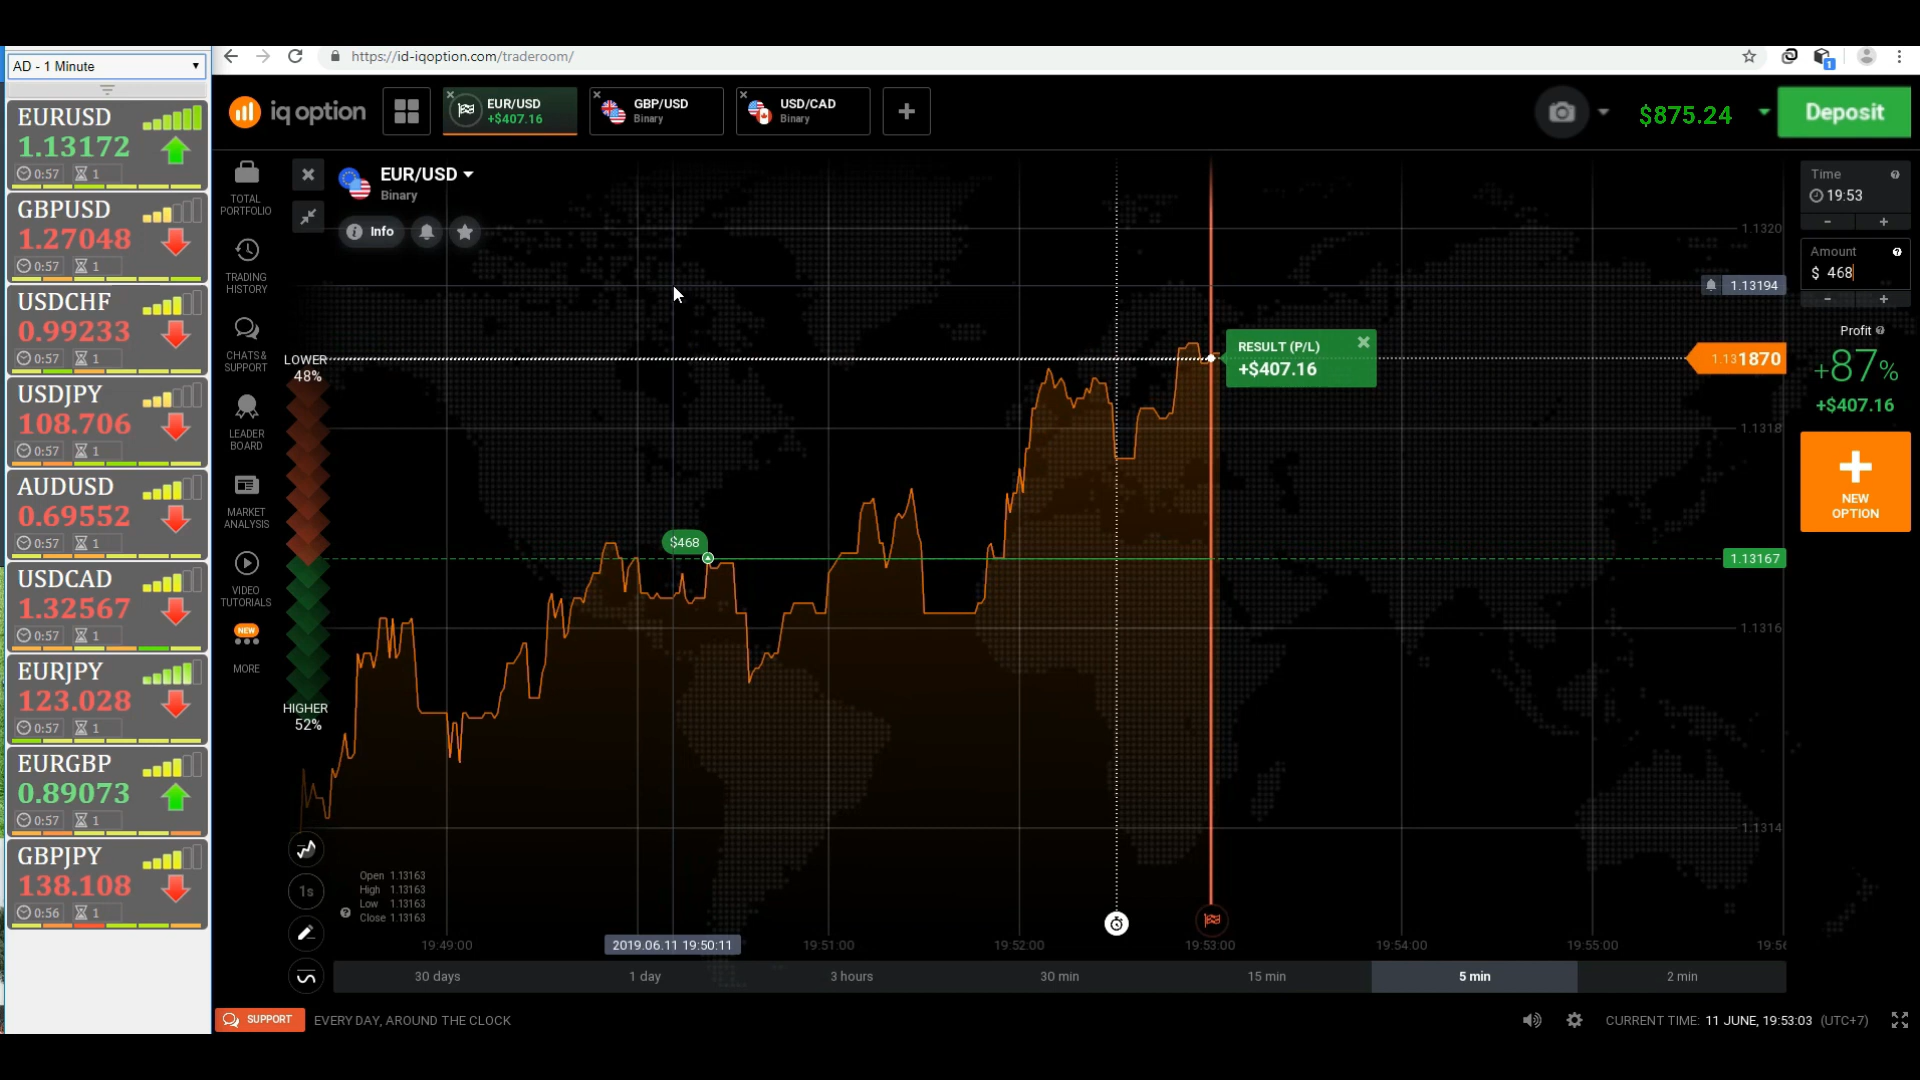 AD - 1 Minute
EURUSD
1.13172
0:57 1
GBPUSD
1.27048
0:57 1
USDCHF
0.99233
0:57 1
USDJPY
108.706
0:57 1
AUDUSD
0.69552
0:57 1
USDCAD
1.32567
0:57 1
EURJPY
123.028
0:57 1
EURGBP
0.89073
0:57 1
GBPJPY
138.108
0:56 1
https://id-iqoption.com/traderoom/
1
iq option
EUR/USD
+$407.16
GBP/USD
Binary
USD/CAD
Binary
$875.24
Deposit
TOTAL
PORTFOLIO
TRADING
HISTORY
CHATS &
SUPPORT
LEADER
BOARD
MARKET
ANALYSIS
VIDEO
TUTORIALS
NEW
MORE
EUR/USD
Binary
Info
LOWER
48%
HIGHER
52%
$468
RESULT (P/L)
+$407.16
1.1320
1.13194
1.131870
1.1318
1.13167
1.1316
1.1314
Open 1.13163
High 1.13163
Low 1.13163
Close 1.13163
1s
19:49:00
2019.06.11 19:50:11
19:51:00
19:52:00
19:53:00
19:54:00
19:55:00
19:56
30 days
1 day
3 hours
30 min
15 min
5 min
2 min
Time
19:53
- +
Amount
$ 468
- +
Profit
+87%
+$407.16
NEW
OPTION
SUPPORT
EVERY DAY, AROUND THE CLOCK
CURRENT TIME: 11 JUNE, 19:53:03 (UTC+7)